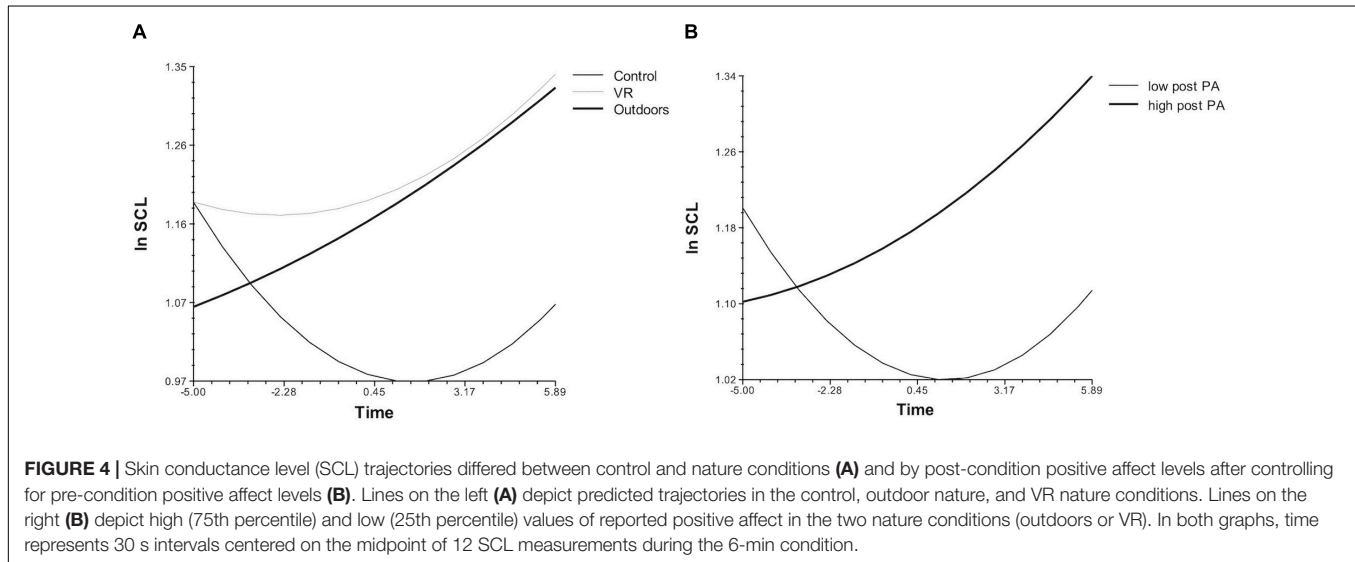 A
B
1.35
1.26
1.16
1.07
0.97
ln SCL
-5.00
-2.28
0.45
3.17
5.89
Time
Control
VR
Outdoors
1.34
1.26
1.18
1.10
1.02
ln SCL
-5.00
-2.28
0.45
3.17
5.89
Time
low post PA
high post PA
FIGURE 4 | Skin conductance level (SCL) trajectories differed between control and nature conditions (A) and by post-condition positive affect levels after controlling
for pre-condition positive affect levels (B). Lines on the left (A) depict predicted trajectories in the control, outdoor nature, and VR nature conditions. Lines on the
right (B) depict high (75th percentile) and low (25th percentile) values of reported positive affect in the two nature conditions (outdoors or VR). In both graphs, time
represents 30 s intervals centered on the midpoint of 12 SCL measurements during the 6-min condition.